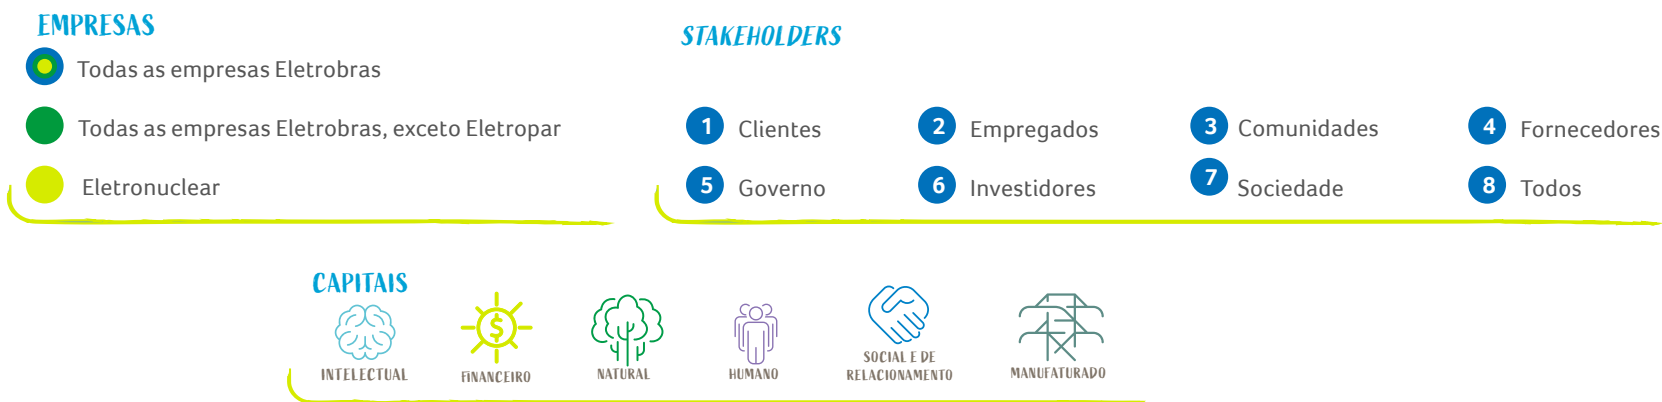 EMPRESAS
Todas as empresas Eletrobras
Todas as empresas Eletrobras, exceto Eletropar
Eletronuclear
STAKEHOLDERS
1 Clientes 2 Empregados 3 Comunidades 4 Fornecedores
5 Governo 6 Investidores 7 Sociedade 8 Todos
CAPITAIS
$
INTELECTUAL
FINANCEIRO
NATURAL
HUMANO
SOCIAL E DE
RELACIONAMENTO
MANUFATURADO